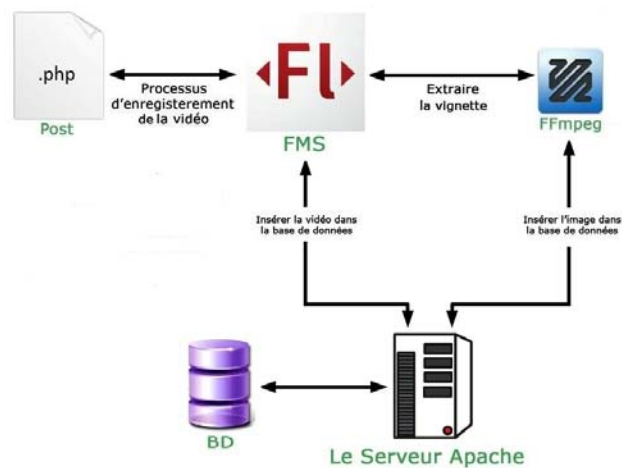 .php
Post
Processus
d'enregisterement
de la vidéo
Fl
FMS
Extraire
la vignette
FFmpeg
Insérer la vidéo dans
la base de données
Insérer l'image dans
la base de données
BD
Le Serveur Apache